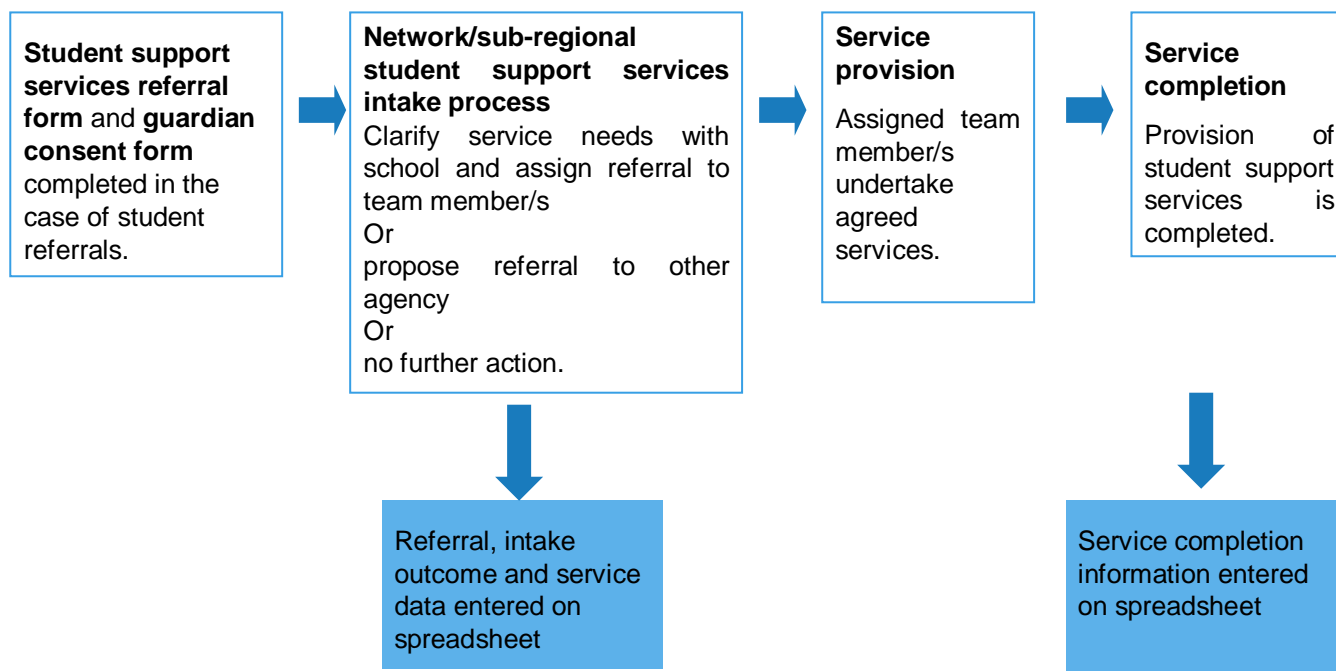 Student support
services referral
form and guardian
consent form
completed in the
case of student
referrals.
Network/sub-regional
student support services
intake process
Clarify service needs with
school and assign referral to
team member/s
Or
propose referral to other
agency
Or
no further action.
Service
provision
Assigned team
member/s
undertake
agreed
services.
Service
completion
Provision of
student support
services is
completed.
Referral, intake
outcome and service
data entered on
spreadsheet
Service completion
information entered
on spreadsheet